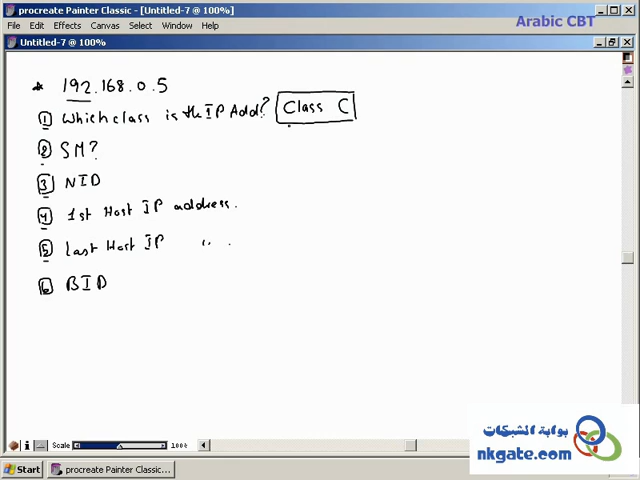 procreate Painter Classic - [Untitled-7 @ 100%]
Arabic CBT
File Edit Effects Canvas Select Window Help
Untitled-7 @ 100%
* 192.168.0.5
1 Which class is the IP Add? Class C
2 SM?
3 NID
4 1st Host IP address.
5 Last Host IP " .
6 BID
بوابة الشبكات
nkgate.com
Scale 100%
Start procreate Painter Classic...